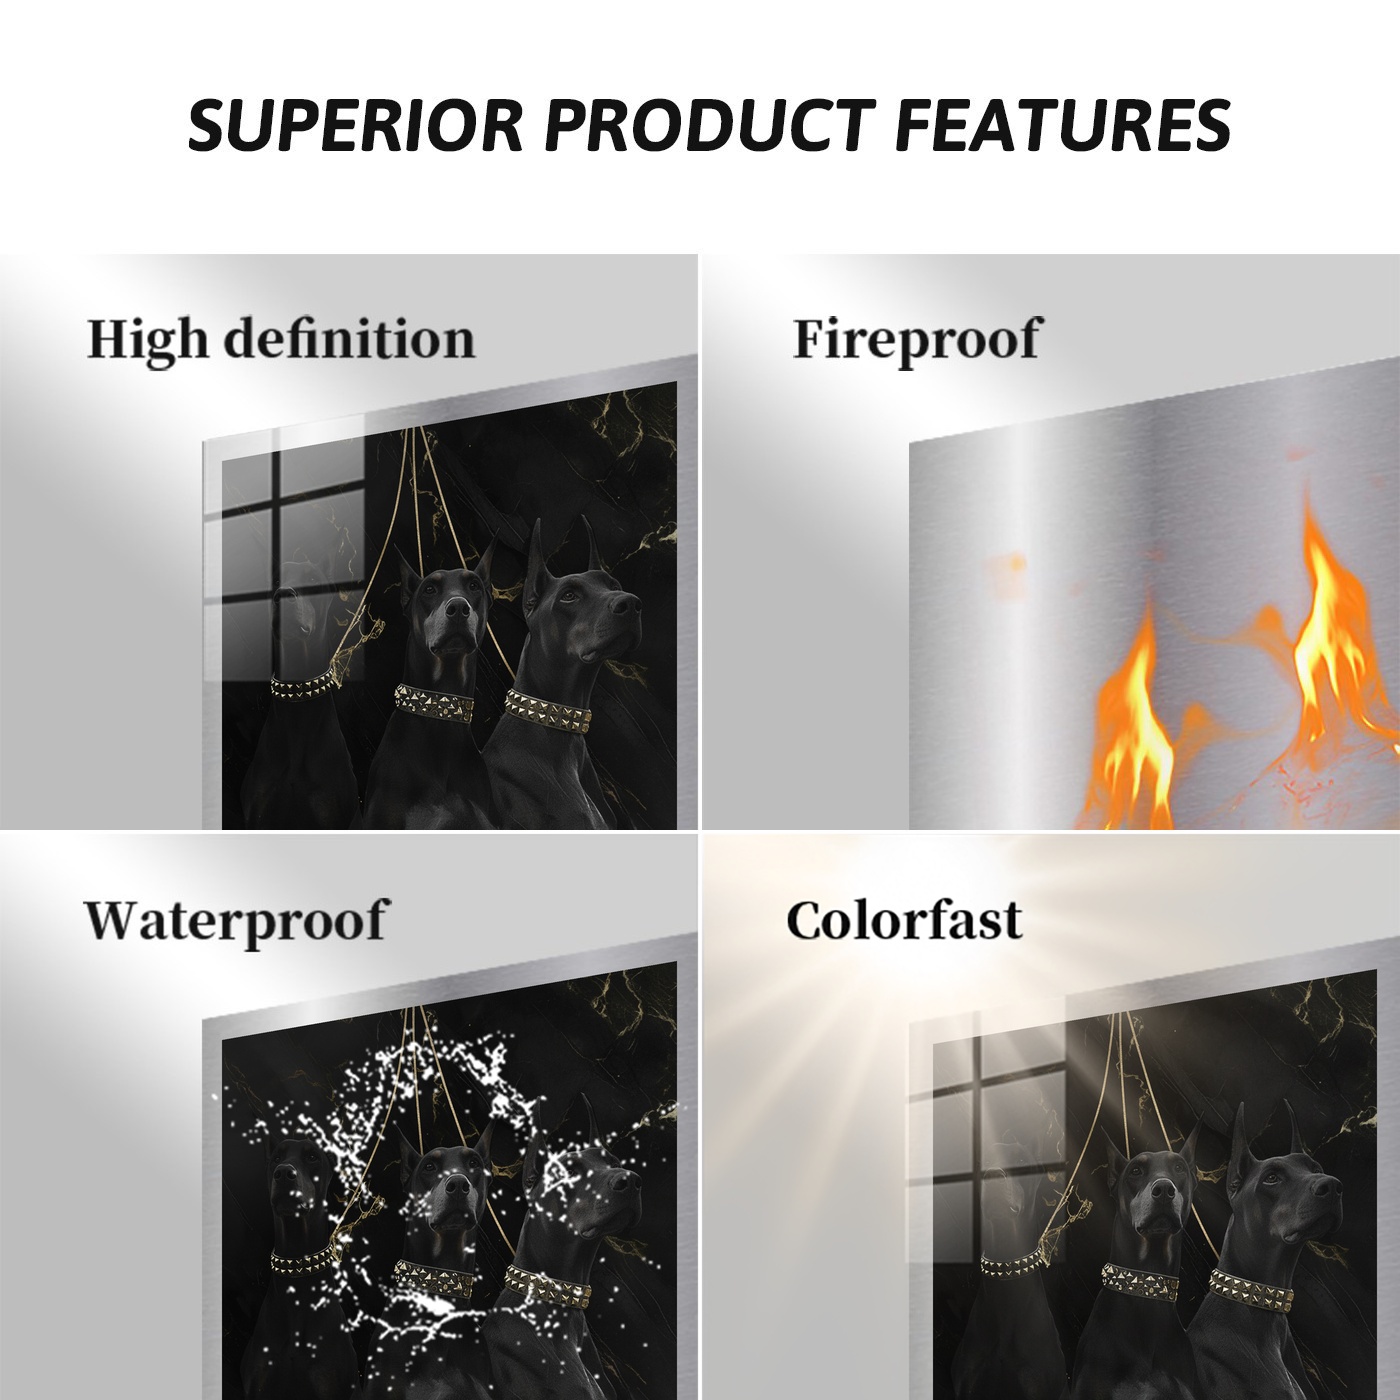 SUPERIOR PRODUCT FEATURES
High definition
Fireproof
Waterproof
Colorfast